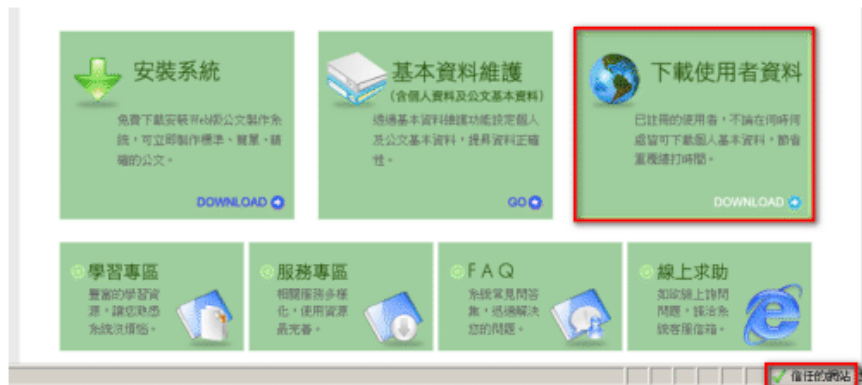 安裝系統
免費下載安裝Web版公文製作系
統，可立即製作標準、簡單、精
確的公文。
DOWNLOAD
基本資料維護
(含個人資料及公文基本資料)
透過基本資料維護功能設定個人
及公文基本資料，提昇資料正確
性。
GO
下載使用者資料
已註冊的使用者，不論在何時何
處皆可下載個人基本資料，節省
重覆繕打時間。
DOWNLOAD
學習專區
豐富的學習資
源，讓您熟悉
系統沒煩惱。
服務專區
相關服務多樣
化，使用資源
最完善。
FAQ
系統常見問答
集，迅速解決
您的問題。
線上求助
如欲線上詢問
問題，請洽系
統客服信箱。
信任的網站